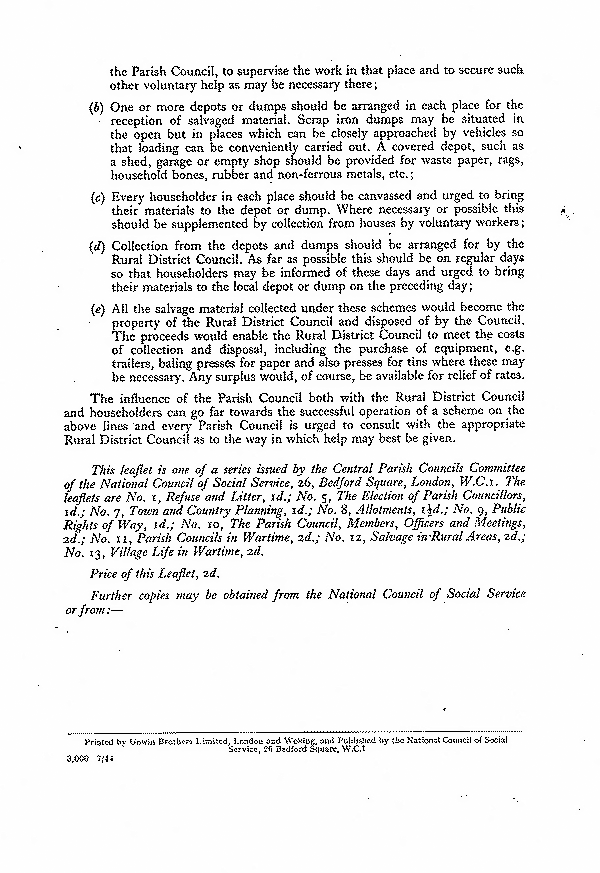 the Parish Council, to supervise the work in that place and to secure such
other voluntary help as may be necessary there;
(b) One or more depots or dumps should be arranged in each place for the
reception of salvaged material. Scrap iron dumps may be situated in
the open but in places which can be closely approached by vehicles so
that loading can be conveniently carried out. A covered depot, such as
a shed, garage or empty shop should be provided for waste paper, rags,
household bones, rubber and non-ferrous metals, etc.;
(c) Every householder in each place should be canvassed and urged to bring
their materials to the depot or dump. Where necessary or possible this
should be supplemented by collection from houses by voluntary workers;
(d) Collection from the depots and dumps should be arranged for by the
Rural District Council. As far as possible this should be on regular days
so that householders may be informed of these days and urged to bring
their materials to the local depot or dump on the preceding day;
(e) All the salvage material collected under these schemes would become the
property of the Rural District Council and disposed of by the Council.
The proceeds would enable the Rural District Council to meet the costs
of collection and disposal, including the purchase of equipment, e.g.
trailers, baling presses for paper and also presses for tins where these may
be necessary. Any surplus would, of course, be available for relief of rates.
The influence of the Parish Council both with the Rural District Council
and householders can go far towards the successful operation of a scheme on the
above lines and every Parish Council is urged to consult with the appropriate
Rural District Council as to the way in which help may best be given.
This leaflet is one of a series issued by the Central Parish Councils Committee
of the National Council of Social Service, 26, Bedford Square, London, W.C.1. The
leaflets are No. 1, Refuse and Litter, 1d.; No. 5, The Election of Parish Councillors,
1d.; No. 7, Town and Country Planning, 1d.; No. 8, Allotments, 1½d.; No. 9, Public
Rights of Way, 1d.; No. 10, The Parish Council, Members, Officers and Meetings,
2d.; No. 11, Parish Councils in Wartime, 2d.; No. 12, Salvage in Rural Areas, 2d.;
No. 13, Village Life in Wartime, 2d.
Price of this Leaflet, 2d.
Further copies may be obtained from the National Council of Social Service
or from:—
Printed by Unwin Brothers Limited, London and Woking, and Published by the National Council of Social
Service, 26 Bedford Square, W.C.1
3,000 7/44